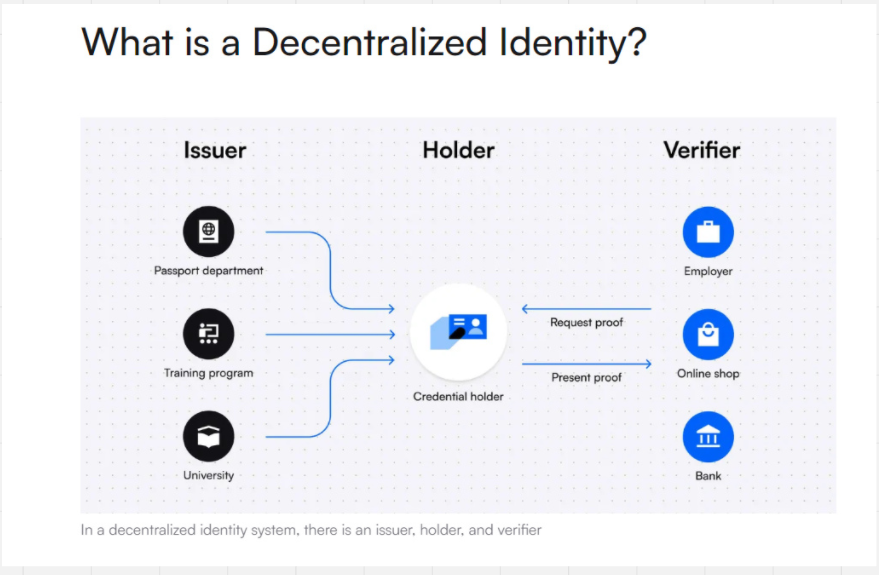 What is a Decentralized Identity?
Issuer
Holder
Verifier
Passport department
Employer
Request proof
Training program
Online shop
Present proof
Credential holder
University
Bank
In a decentralized identity system, there is an issuer, holder, and verifier